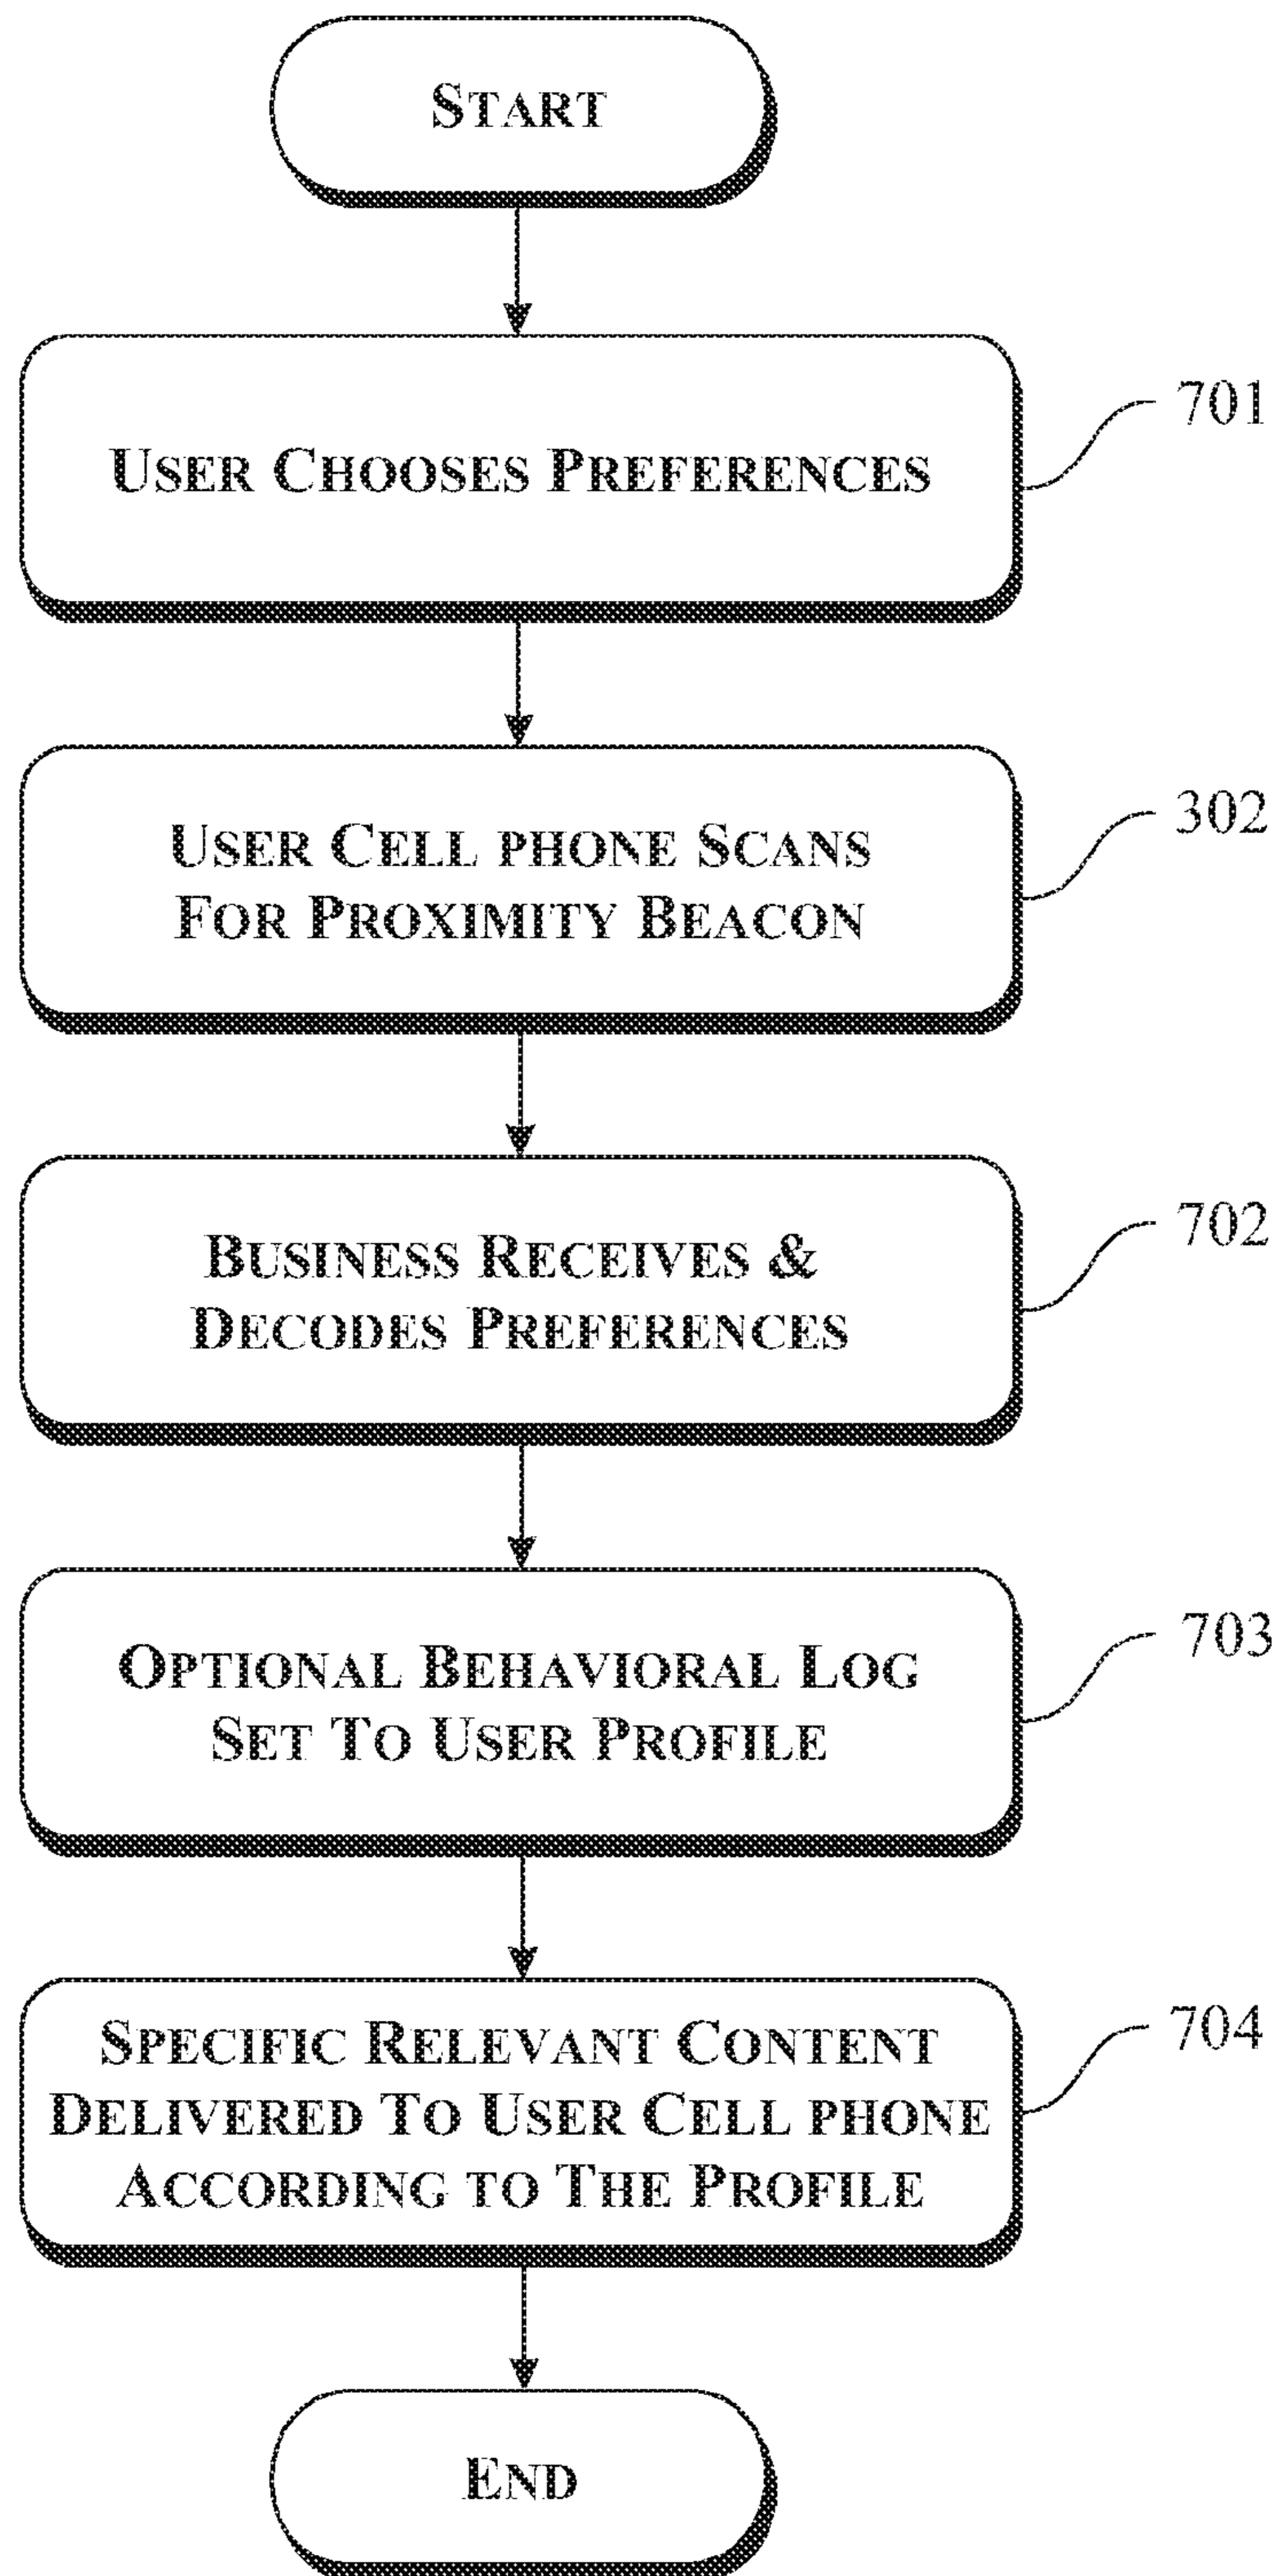 START
USER CHOOSES PREFERENCES
701
USER CELL PHONE SCANS
FOR PROXIMITY BEACON
302
BUSINESS RECEIVES &
DECODES PREFERENCES
702
OPTIONAL BEHAVIORAL LOG
SET TO USER PROFILE
703
SPECIFIC RELEVANT CONTENT
DELIVERED TO USER CELL PHONE
ACCORDING TO THE PROFILE
704
END